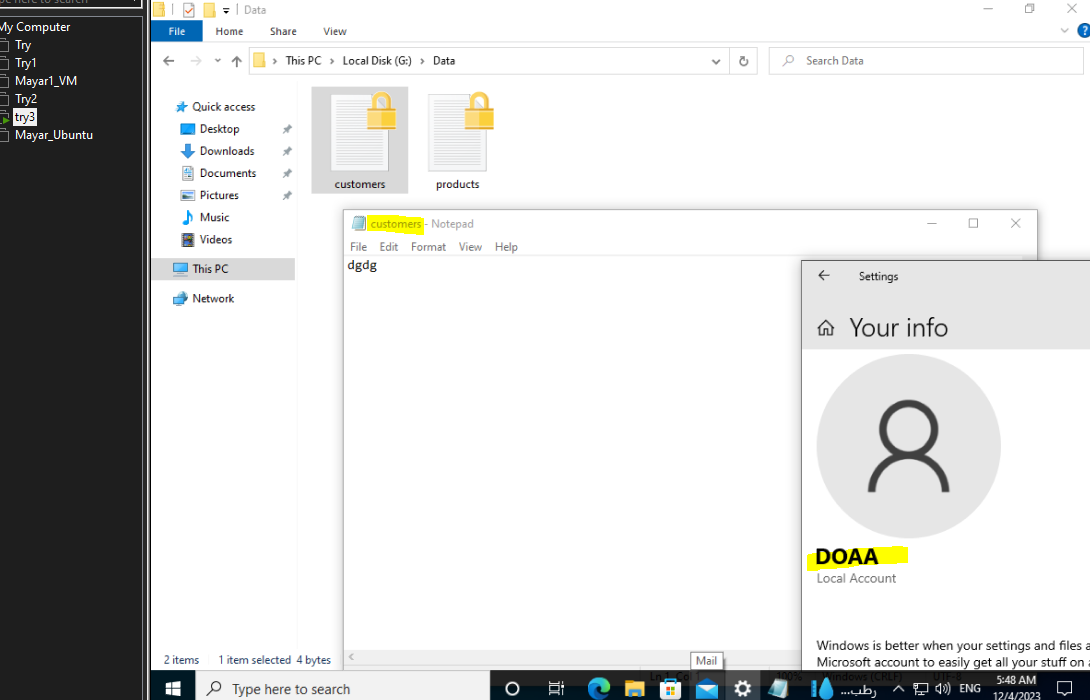 My Computer
Try
Try1
Mayar1_VM
Try2
try3
Mayar_Ubuntu
Data
File Home Share View
This PC Local Disk (G:) Data
Search Data
Quick access
Desktop
Downloads
Documents
Pictures
Music
Videos
This PC
Network
customers
products
customers - Notepad
File Edit Format View Help
dgdg
Settings
Your info
DOAA
Local Account
Windows is better when your settings and files a
Microsoft account to easily get all your stuff on
2 items 1 item selected 4 bytes
Mail
Type here to search
رطب...
ENG
5:48 AM
12/4/2023